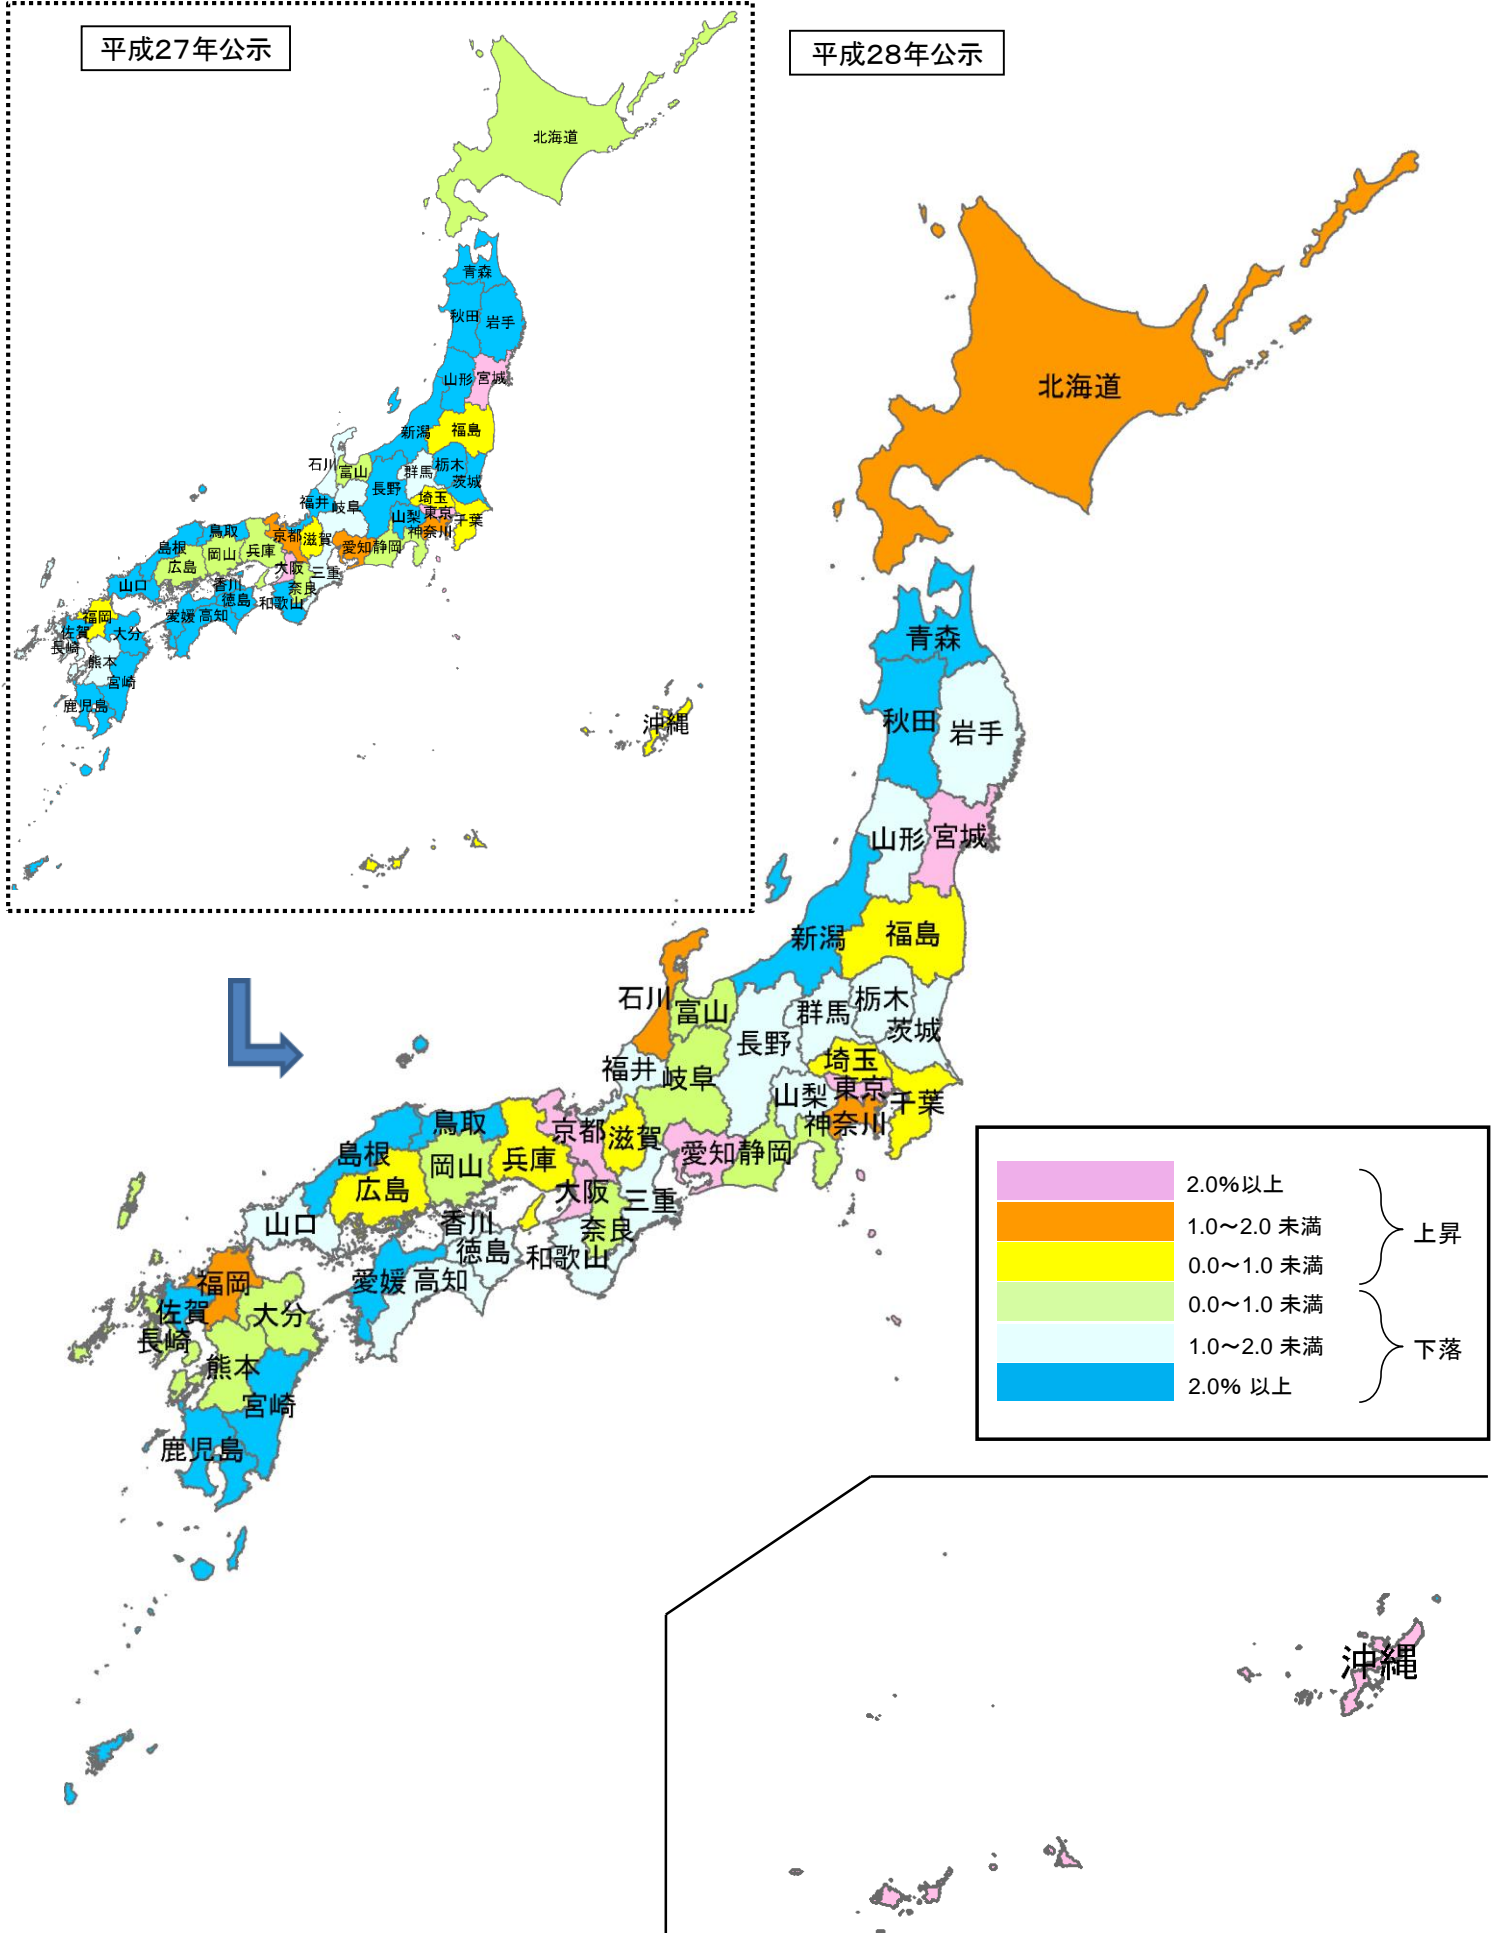 平成27年公示
北海道
青森
秋田
岩手
山形
宮城
新潟
福島
石川
富山
群馬
栃木
茨城
長野
福井
岐阜
埼玉
東京
千葉
山梨
神奈川
京都
滋賀
愛知
静岡
鳥取
島根
岡山
兵庫
広島
大阪
三重
奈良
山口
香川
徳島
和歌山
愛媛
高知
福岡
佐賀
大分
長崎
熊本
宮崎
鹿児島
沖縄
平成28年公示
北海道
青森
秋田
岩手
山形
宮城
新潟
福島
石川
富山
群馬
栃木
茨城
長野
福井
岐阜
埼玉
東京
千葉
山梨
神奈川
鳥取
京都
滋賀
愛知
静岡
島根
岡山
兵庫
広島
大阪
三重
山口
香川
奈良
徳島
和歌山
愛媛
高知
福岡
佐賀
大分
長崎
熊本
宮崎
鹿児島
2.0%以上
1.0～2.0 未満
0.0～1.0 未満
上昇
0.0～1.0 未満
1.0～2.0 未満
2.0% 以上
下落
沖縄